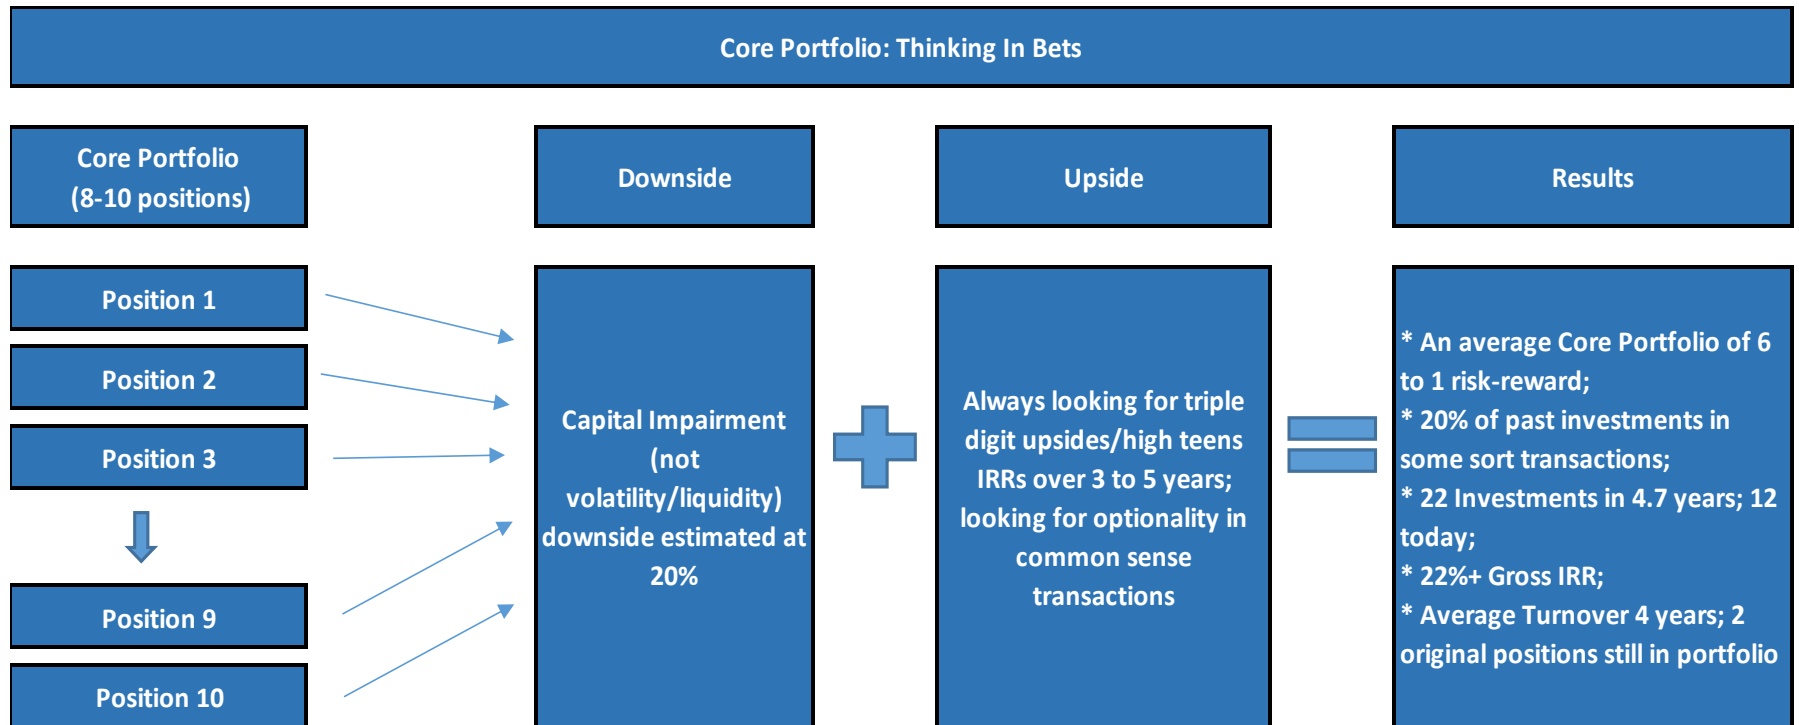 Core Portfolio: Thinking In Bets
Core Portfolio
(8-10 positions)
Downside
Upside
Results
Position 1
Position 2
Position 3
Position 9
Position 10
Capital Impairment
(not
volatility/liquidity)
downside estimated at
20%
Always looking for triple
digit upsides/high teens
IRRs over 3 to 5 years;
looking for optionality in
common sense
transactions
* An average Core Portfolio of 6
to 1 risk-reward;
* 20% of past investments in
some sort transactions;
* 22 Investments in 4.7 years; 12
today;
* 22%+ Gross IRR;
* Average Turnover 4 years; 2
original positions still in portfolio